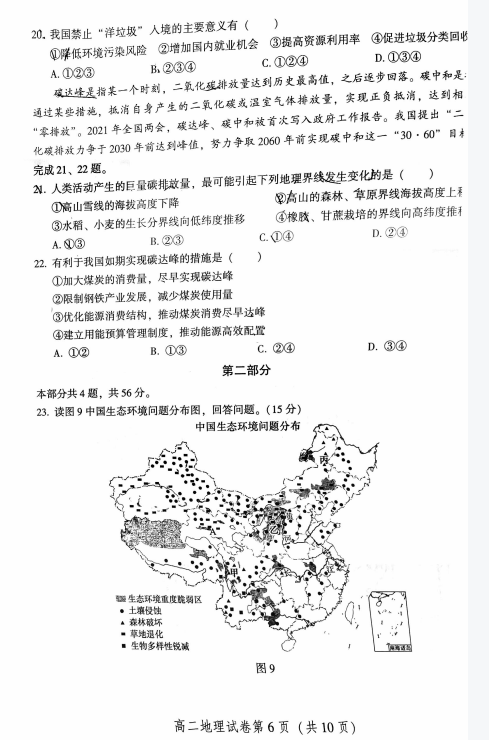 20. 我国禁止“洋垃圾”入境的主要意义有（ ）
①降低环境污染风险 ②增加国内就业机会 ③提高资源利用率 ④促进垃圾分类回收
A. ①②③ B. ②③④ C. ①②④ D. ①③④
碳达峰是指某一个时刻，二氧化碳排放量达到历史最高值，之后逐步回落。碳中和是
通过某些措施，抵消自身产生的二氧化碳或温室气体排放量，实现正负抵消，达到相
“零排放”。2021年全国两会，碳达峰、碳中和被首次写入政府工作报告。我国提出“二
化碳排放力争于2030年前达到峰值，努力争取2060年前实现碳中和这一“30·60”目标
完成21、22题。
21. 人类活动产生的巨量碳排放量，最可能引起下列地理界线发生变化的是（ ）
①高山雪线的海拔高度下降 ②高山的森林、草原界线海拔高度上
③水稻、小麦的生长分界线向低纬度推移 ④橡胶、甘蔗栽培的界线向高纬度推
A. ①③ B. ②③ C. ①④ D. ②④
22. 有利于我国如期实现碳达峰的措施是（ ）
①加大煤炭的消费量，尽早实现碳达峰
②限制钢铁产业发展，减少煤炭使用量
③优化能源消费结构，推动煤炭消费尽早达峰
④建立用能预算管理制度，推动能源高效配置
A. ①② B. ①③ C. ②④ D. ③④
第二部分
本部分共4题，共56分。
23. 读图9中国生态环境问题分布图，回答问题。（15分）
中国生态环境问题分布
丙
乙
甲
生态环境重度脆弱区
土壤侵蚀
森林破坏
草地退化
生物多样性锐减
南海诸岛
图9
高二地理试卷第6页（共10页）